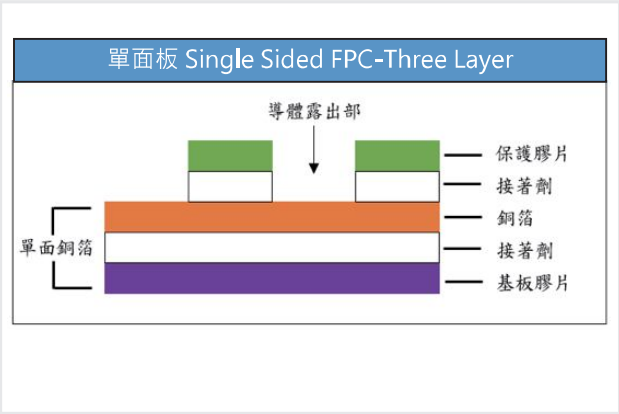 單面板 Single Sided FPC-Three Layer
導體露出部
保護膠片
接著劑
銅箔
單面銅箔
接著劑
基板膠片